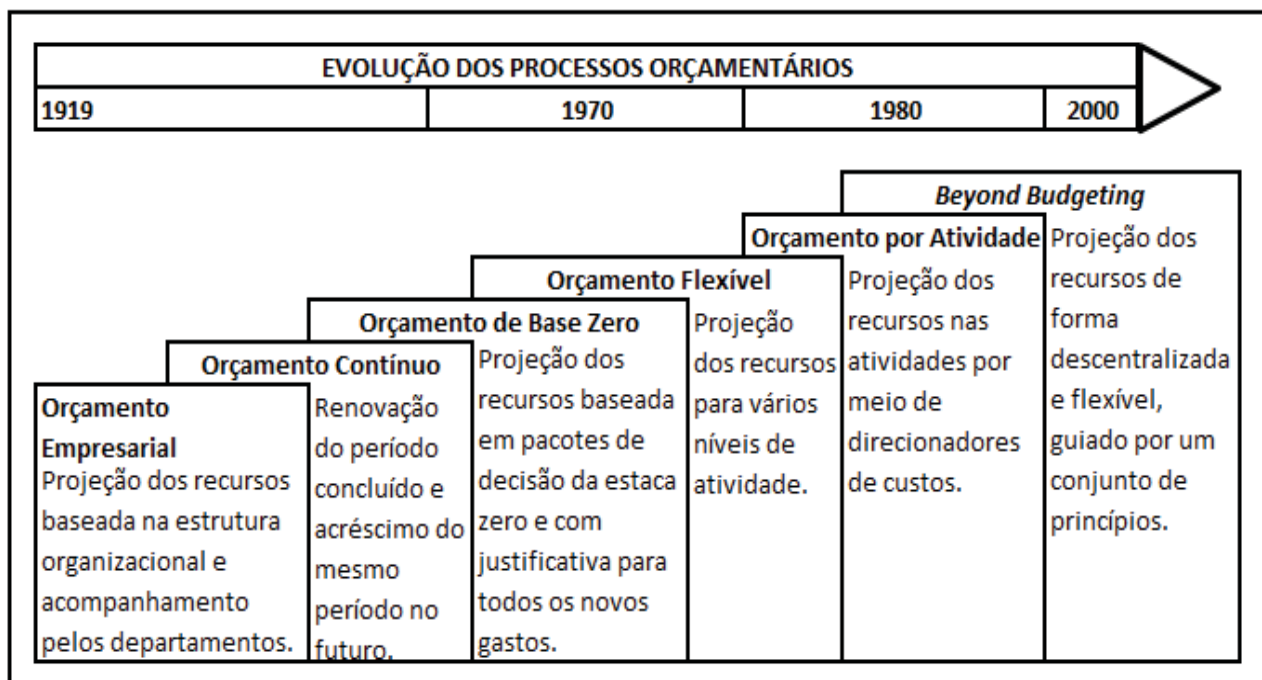 EVOLUÇÃO DOS PROCESSOS ORÇAMENTÁRIOS
1919
1970
1980
2000
Orçamento
Empresarial
Projeção dos recursos
baseada na estrutura
organizacional e
acompanhamento
pelos departamentos.
Orçamento Contínuo
Renovação
do período
concluído e
acréscimo do
mesmo
período no
futuro.
Orçamento de Base Zero
Projeção dos
recursos baseada
em pacotes de
decisão da estaca
zero e com
justificativa para
todos os novos
gastos.
Orçamento Flexível
Projeção
dos recursos
para vários
níveis de
atividade.
Orçamento por Atividade
Projeção dos
recursos nas
atividades por
meio de
direcionadores
de custos.
Beyond Budgeting
Projeção dos
recursos de
forma
descentralizada
e flexível,
guiado por um
conjunto de
princípios.